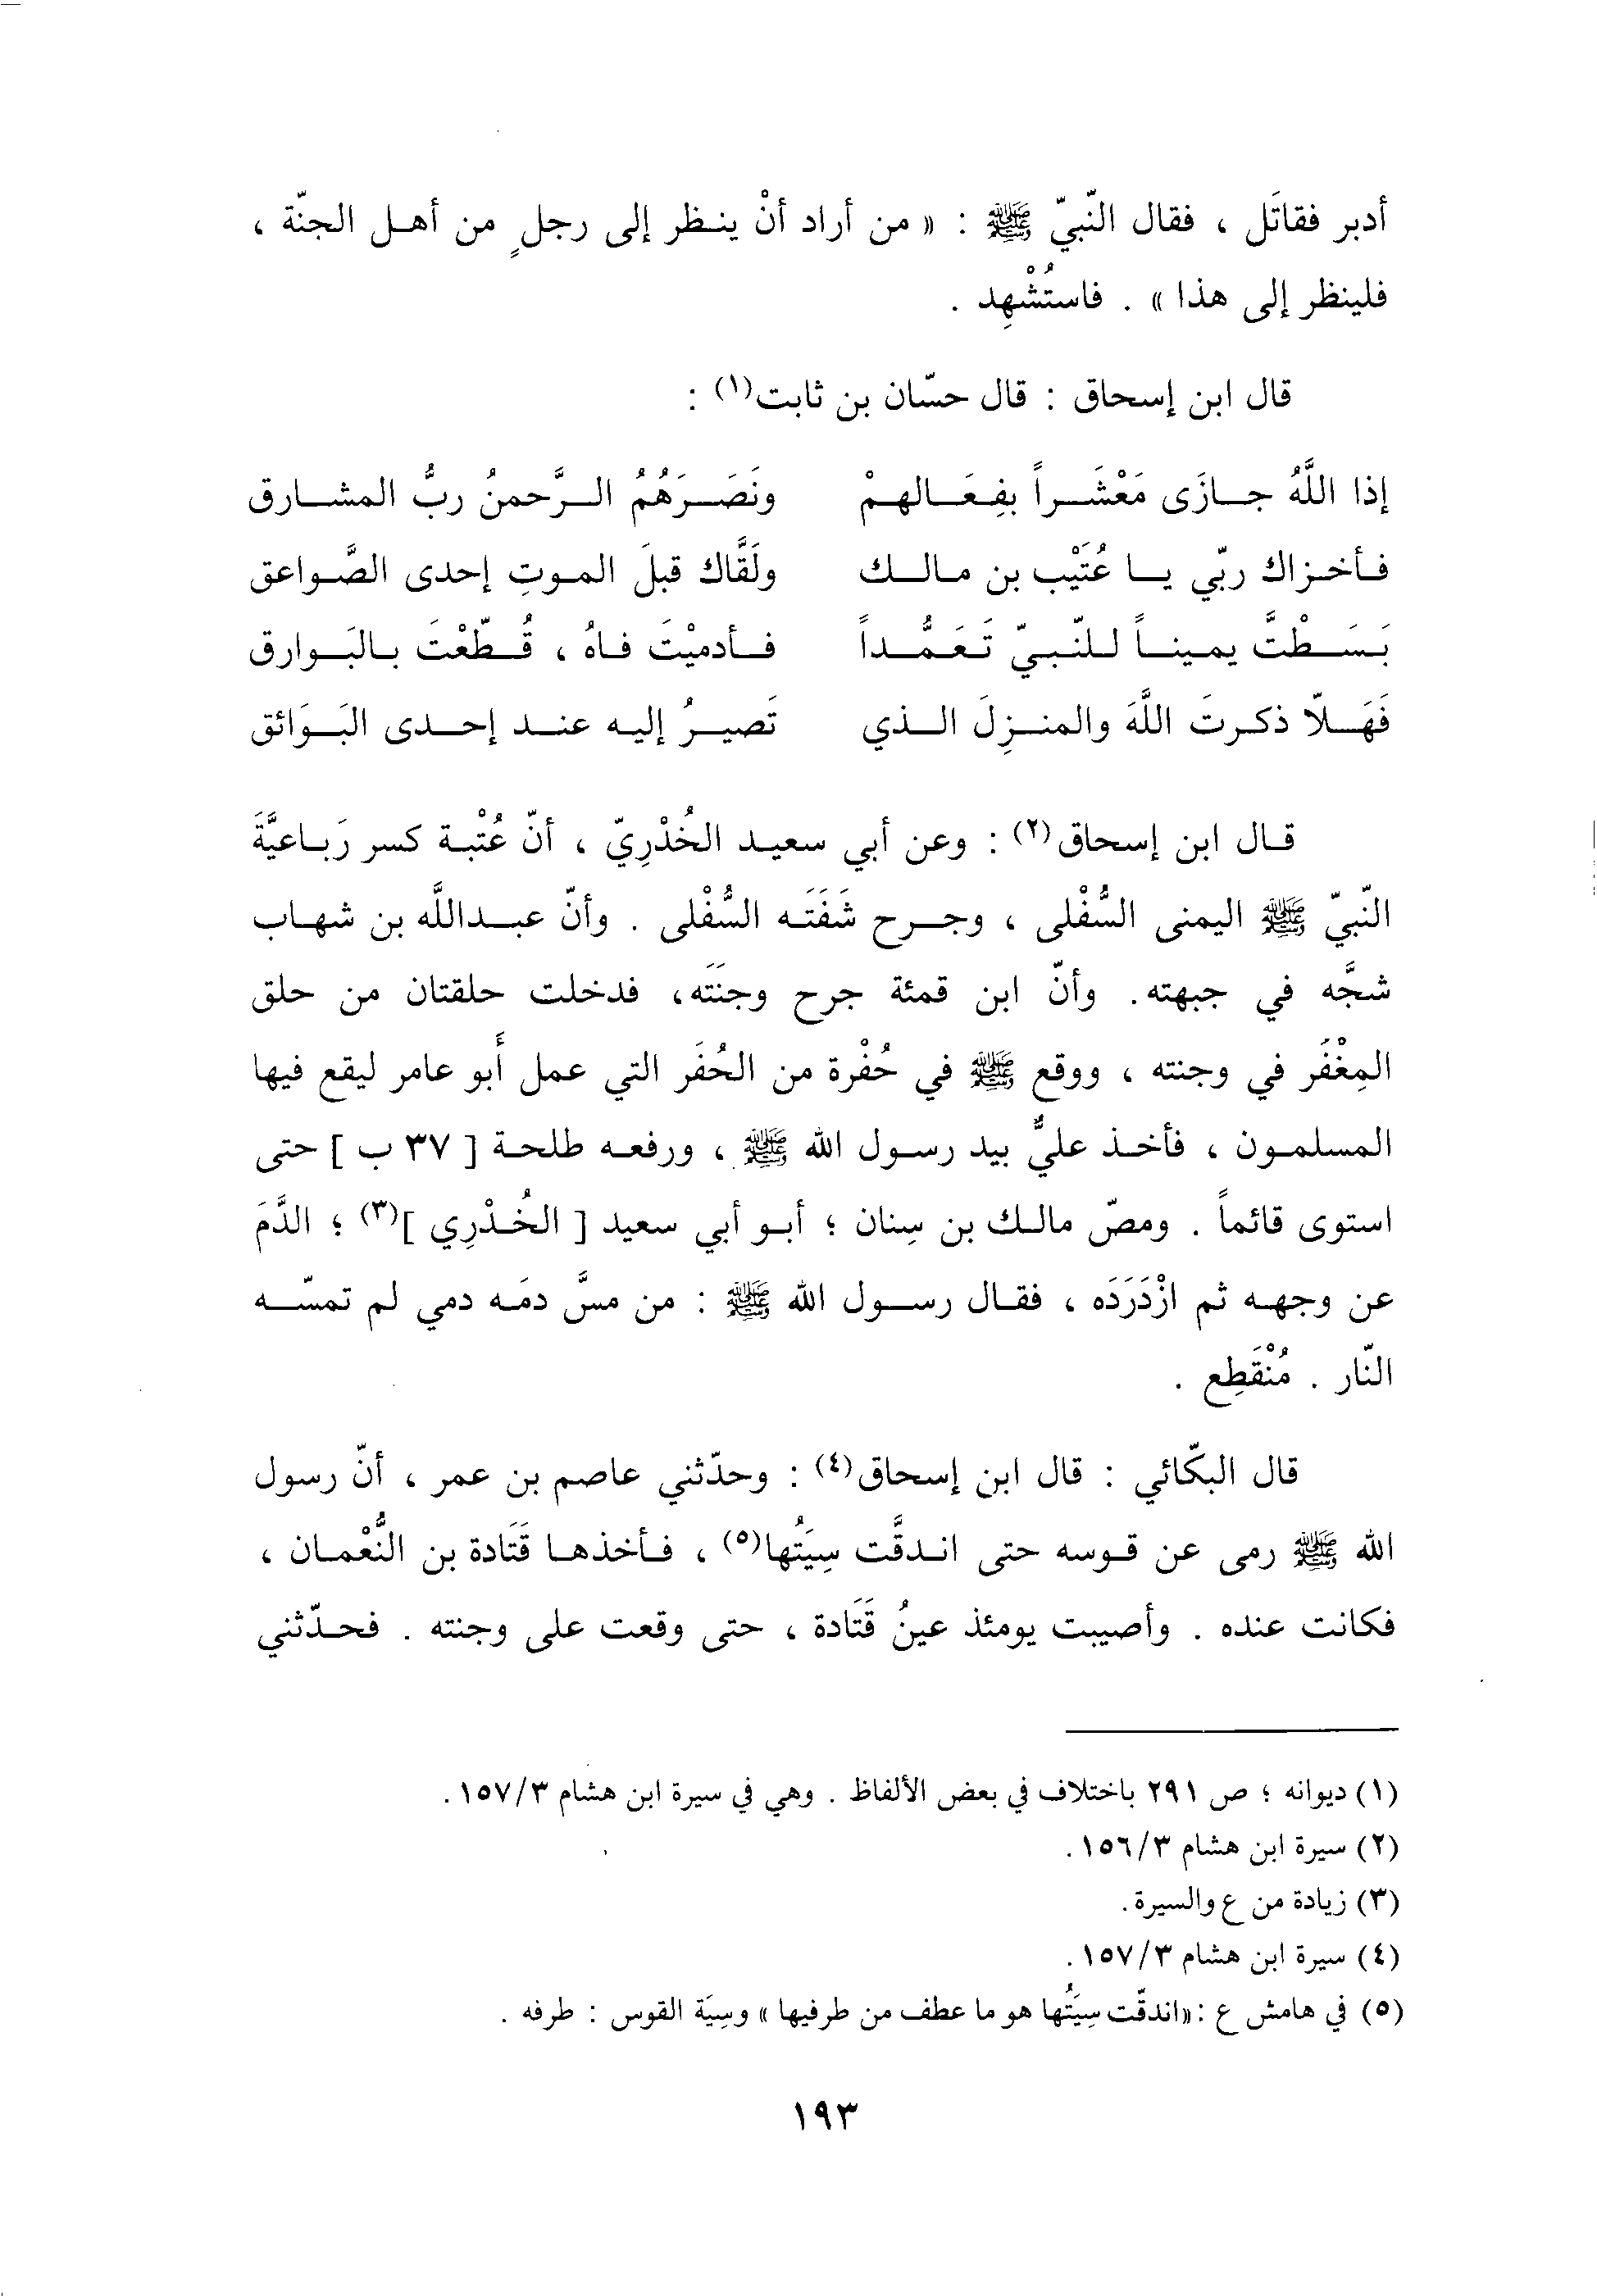 أدبر فقاتَل ، فقال النّبيّ ﷺ : « من أراد أنْ ينظر إلى رجلٍ من أهل الجنّة ،
فلينظر إلى هذا » . فاستُشْهِد .
قال ابن إسحاق : قال حسّان بن ثابت(١) :
إذا اللَّهُ جازَى مَعْشَراً بفِعَالهمْ ونَصَرَهُمُ الرَّحمنُ ربُّ المشارق
فأخزاك ربّي يا عُتَيْب بن مالك ولَقَّاك قبلَ الموتِ إحدى الصَّواعق
بَسَطْتَّ يميناً للنّبيّ تَعَمُّداً فأدميْتَ فاهُ ، قُطّعْتَ بالبَوارق
فَهَلاّ ذكرتَ اللَّهَ والمنزِلَ الذي تَصيرُ إليه عند إحدى البَوَائق
قال ابن إسحاق(٢) : وعن أبي سعيد الخُدْرِيّ ، أنّ عُتْبة كسر رَباعيَّةَ
النّبيّ ﷺ اليمنى السُّفْلى ، وجرح شَفَتَه السُّفْلى . وأنّ عبداللَّه بن شهاب
شجَّه في جبهته. وأنّ ابن قمئة جرح وجنَتَه، فدخلت حلقتان من حلق
المِغْفَر في وجنته ، ووقع ﷺ في حُفْرة من الحُفَر التي عمل أَبو عامر ليقع فيها
المسلمون ، فأخذ عليٌّ بيد رسول الله ﷺ ، ورفعه طلحة [ ٣٧ ب ] حتى
استوى قائماً . ومصّ مالك بن سِنان ؛ أبو أبي سعيد [ الخُدْرِي ](٣) ؛ الدَّمَ
عن وجهه ثم ازْدَرَدَه ، فقال رسول الله ﷺ : من مسَّ دمَه دمي لم تمسّه
النّار . مُنْقَطِع .
قال البكّائي : قال ابن إسحاق(٤) : وحدّثني عاصم بن عمر ، أنّ رسول
الله ﷺ رمى عن قوسه حتى اندقَّت سِيَتُها(٥) ، فأخذها قَتَادة بن النُّعْمان ،
فكانت عنده . وأصيبت يومئذ عينُ قَتَادة ، حتى وقعت على وجنته . فحدّثني
(١) ديوانه ؛ ص ٢٩١ باختلاف في بعض الألفاظ . وهي في سيرة ابن هشام ١٥٧/٣.
(٢) سيرة ابن هشام ١٥٦/٣.
(٣) زيادة من ع والسيرة.
(٤) سيرة ابن هشام ١٥٧/٣.
(٥) في هامش ع : «اندقّت سِيَتُها هو ما عطف من طرفيها » وسِيَة القوس : طرفه .
١٩٣